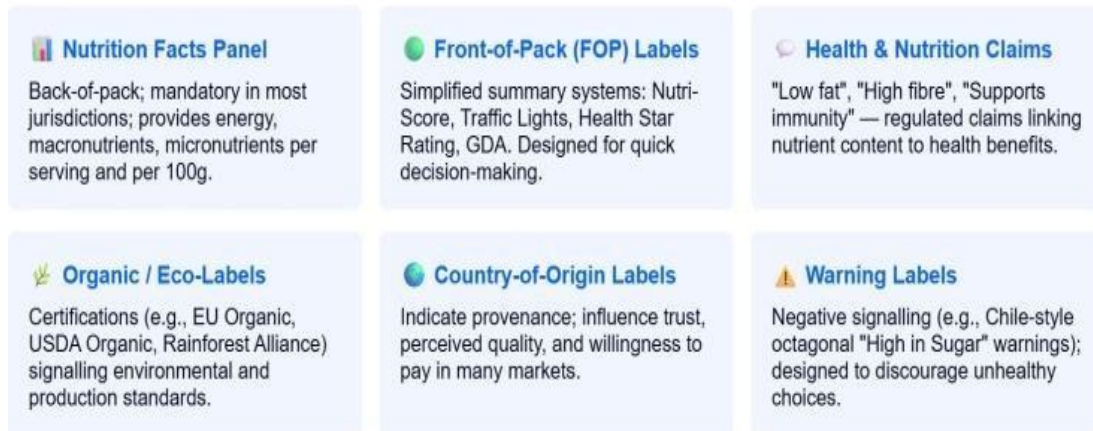 Nutrition Facts Panel
Back-of-pack; mandatory in most
jurisdictions; provides energy,
macronutrients, micronutrients per
serving and per 100g.
Front-of-Pack (FOP) Labels
Simplified summary systems: Nutri-
Score, Traffic Lights, Health Star
Rating, GDA. Designed for quick
decision-making.
Health & Nutrition Claims
"Low fat", "High fibre", "Supports
immunity" — regulated claims linking
nutrient content to health benefits.
Organic / Eco-Labels
Certifications (e.g., EU Organic,
USDA Organic, Rainforest Alliance)
signalling environmental and
production standards.
Country-of-Origin Labels
Indicate provenance; influence trust,
perceived quality, and willingness to
pay in many markets.
Warning Labels
Negative signalling (e.g., Chile-style
octagonal "High in Sugar" warnings);
designed to discourage unhealthy
choices.